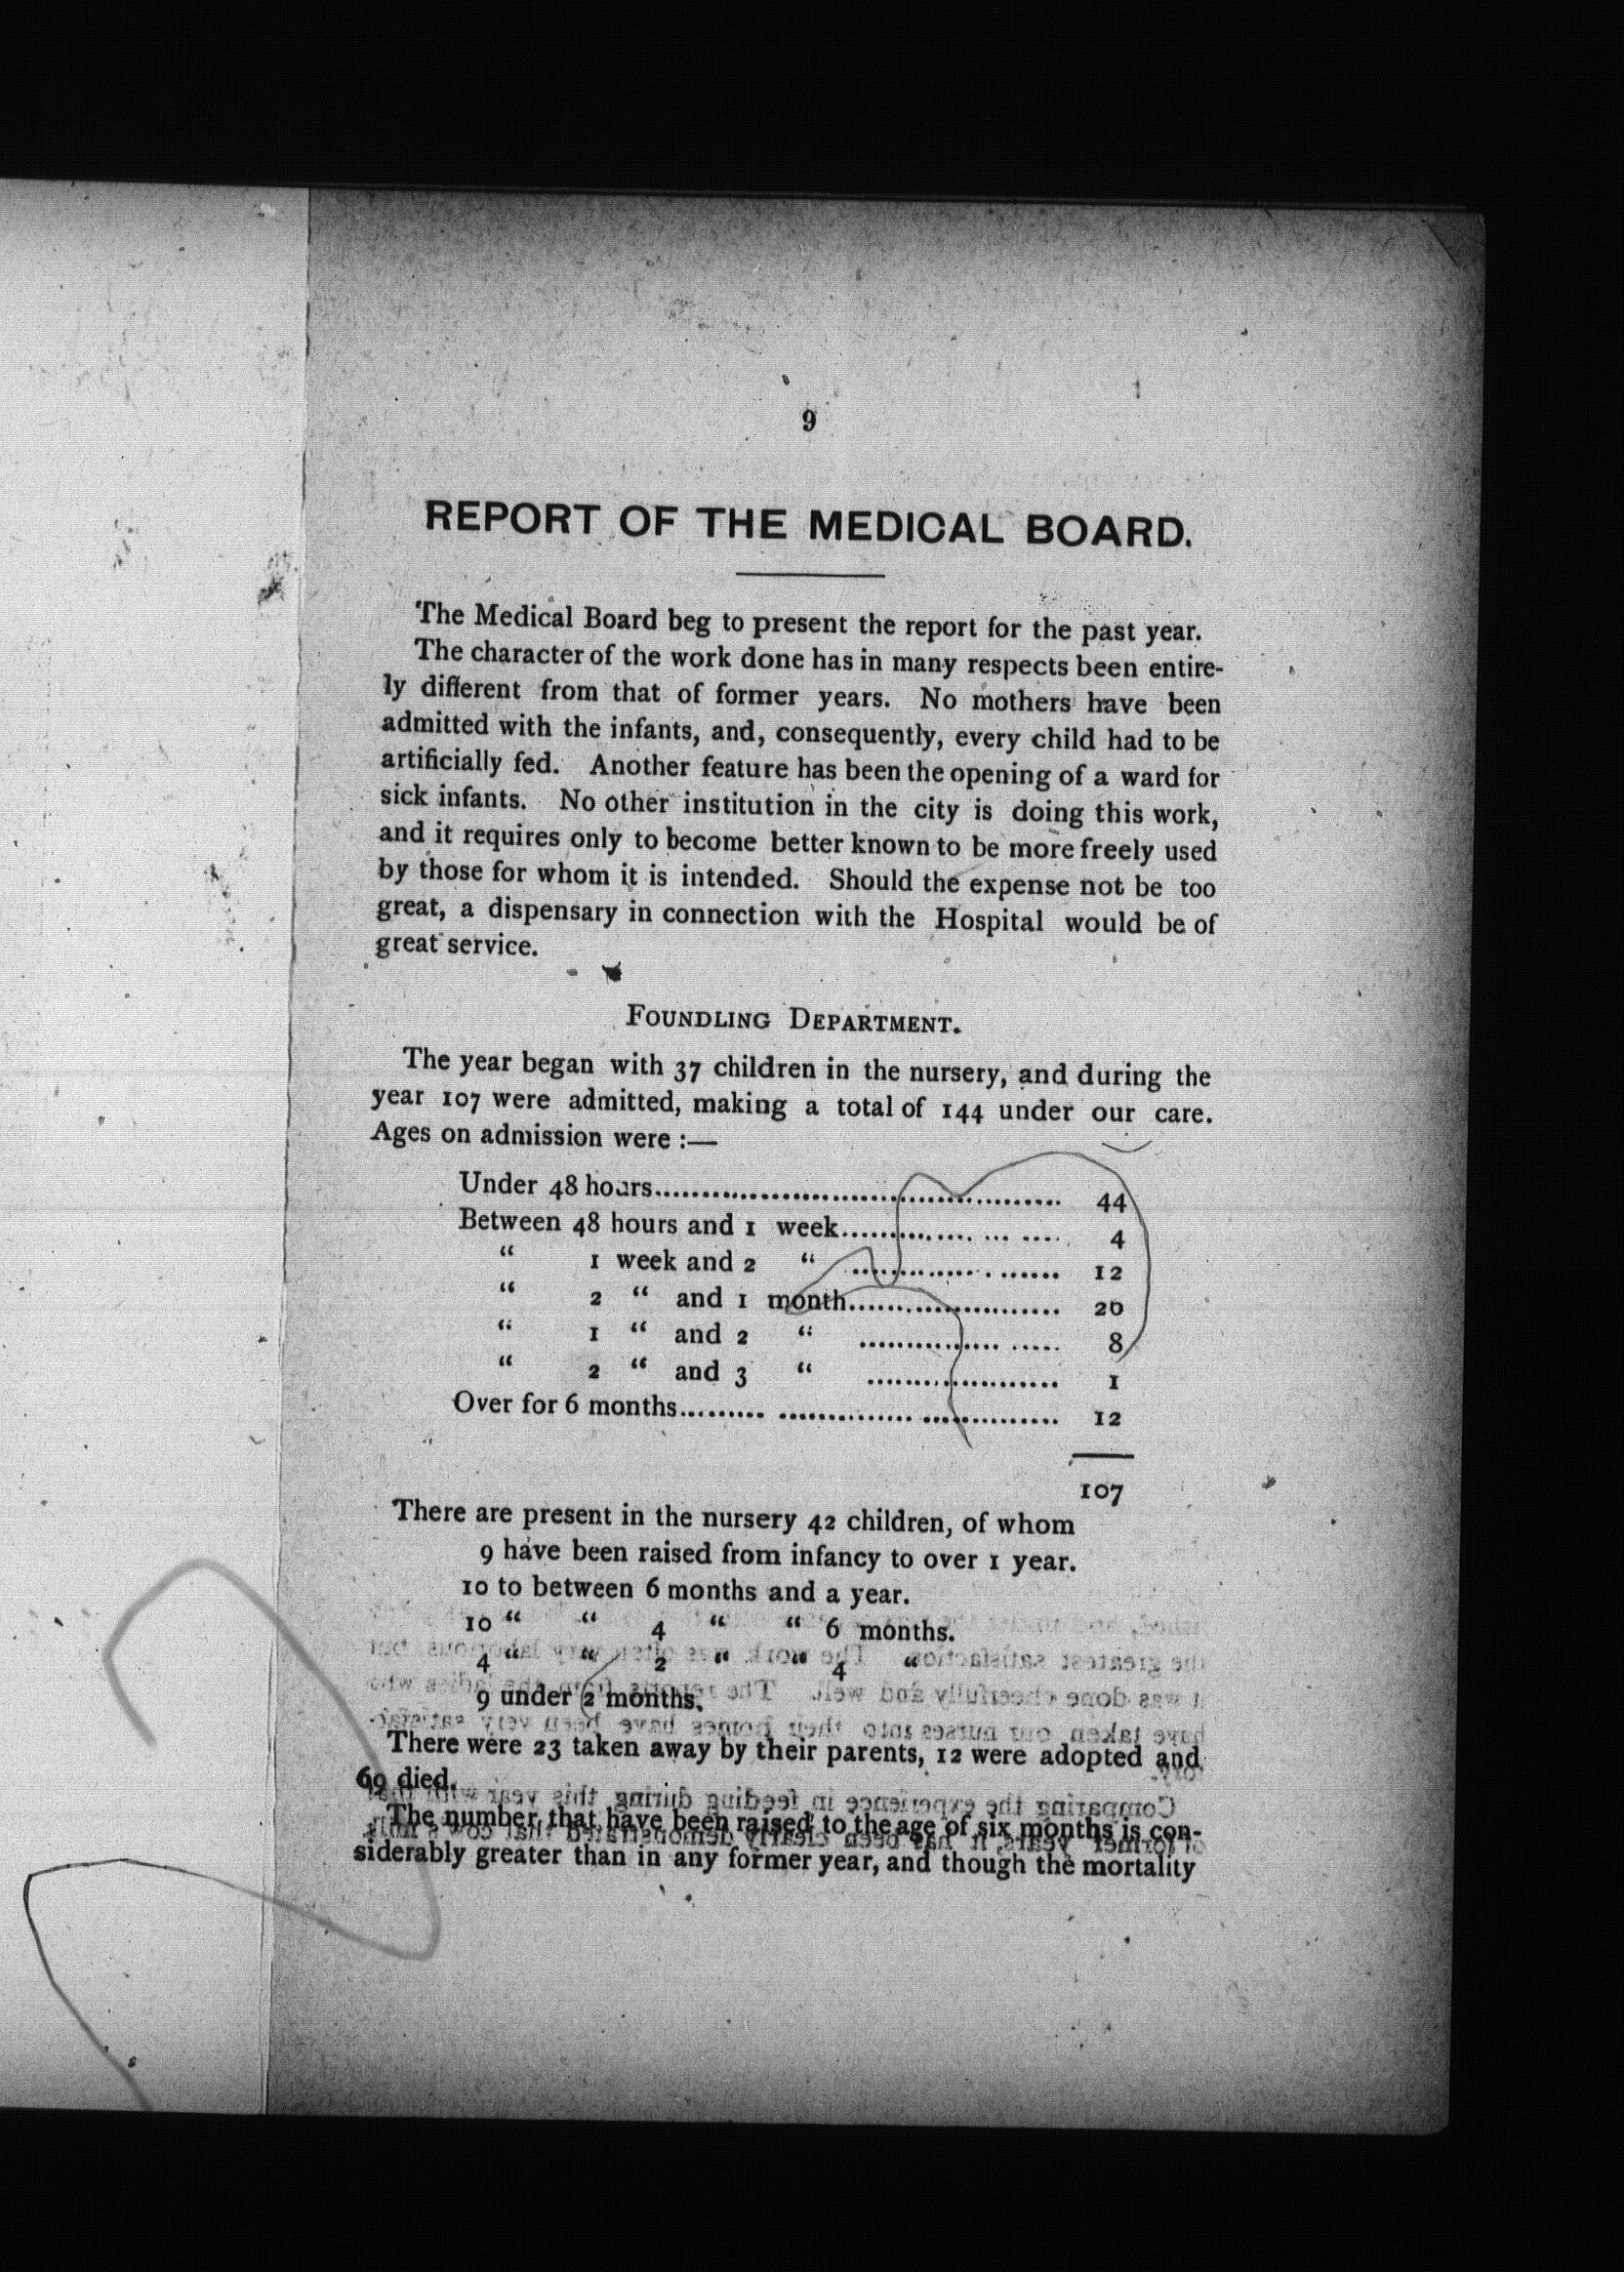 9
REPORT OF THE MEDICAL BOARD.
The Medical Board beg to present the report for the past year.
The character of the work done has in many respects been entire-
ly different from that of former years. No mothers have been
admitted with the infants, and, consequently, every child had to be
artificially fed. Another feature has been the opening of a ward for
sick infants. No other institution in the city is doing this work,
and it requires only to become better known to be more freely used
by those for whom it is intended. Should the expense not be too
great, a dispensary in connection with the Hospital would be of
great service.
FOUNDLING DEPARTMENT.
The year began with 37 children in the nursery, and during the
year 107 were admitted, making a total of 144 under our care.
Ages on admission were :—
Under 48 hours........................................... 44
Between 48 hours and 1 week.............. ... .... 4
“ 1 week and 2 “ .............. . ...... 12
“ 2 “ and 1 month....................... 20
“ 1 “ and 2 “ ............... ..... 8
“ 2 “ and 3 “ .................... 1
Over for 6 months......... .............. ............... 12
107
There are present in the nursery 42 children, of whom
9 have been raised from infancy to over 1 year.
10 to between 6 months and a year.
10 “ “ 4 “ “ 6 months.
4 “ “ 2 “ “ 4 “
9 under 2 months.
There were 23 taken away by their parents, 12 were adopted and
69 died.
The number that have been raised to the age of six months is con-
siderably greater than in any former year, and though the mortality